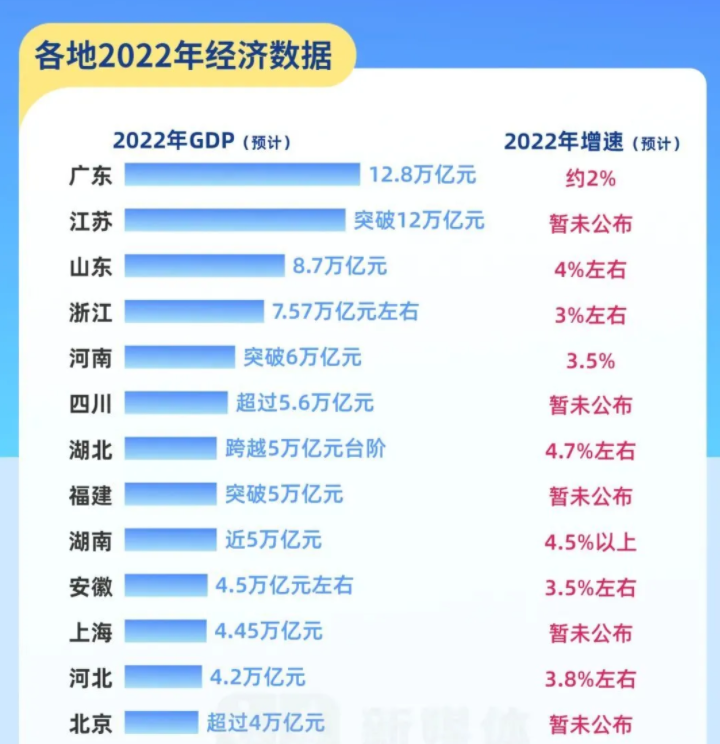 各地2022年经济数据
2022年GDP（预计） 2022年增速（预计）
广东 12.8万亿元 约2%
江苏 突破12万亿元 暂未公布
山东 8.7万亿元 4%左右
浙江 7.57万亿元左右 3%左右
河南 突破6万亿元 3.5%
四川 超过5.6万亿元 暂未公布
湖北 跨越5万亿元台阶 4.7%左右
福建 突破5万亿元 暂未公布
湖南 近5万亿元 4.5%以上
安徽 4.5万亿元左右 3.5%左右
上海 4.45万亿元 暂未公布
河北 4.2万亿元 3.8%左右
北京 超过4万亿元 暂未公布
新媒体